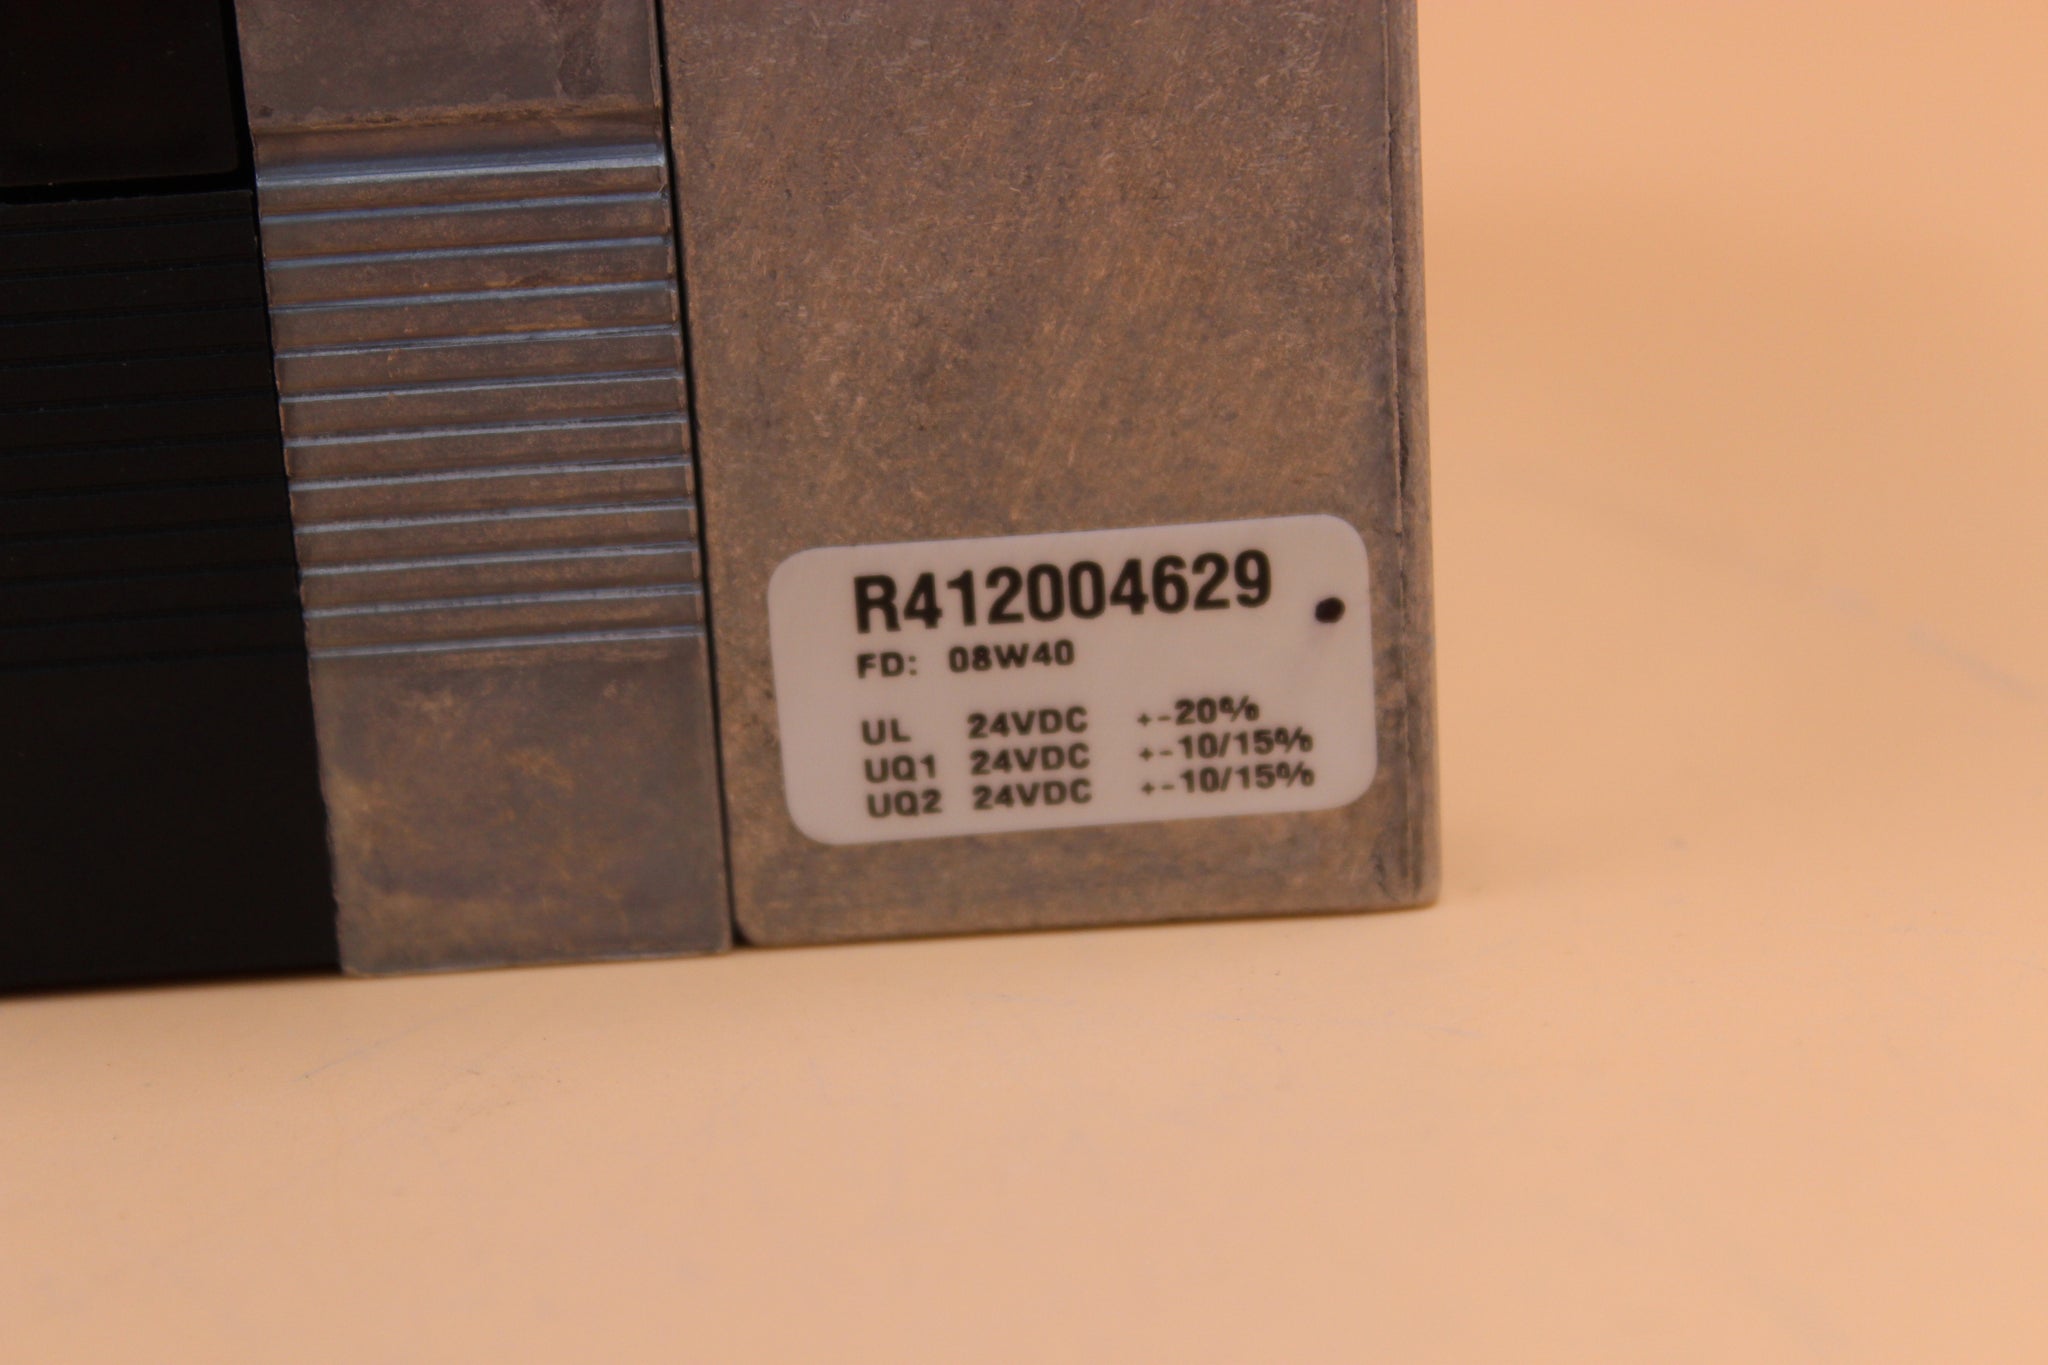 R412004629
FD: 08W40
UL 24VDC +-20%
UQ1 24VDC +-10/15%
UQ2 24VDC +-10/15%